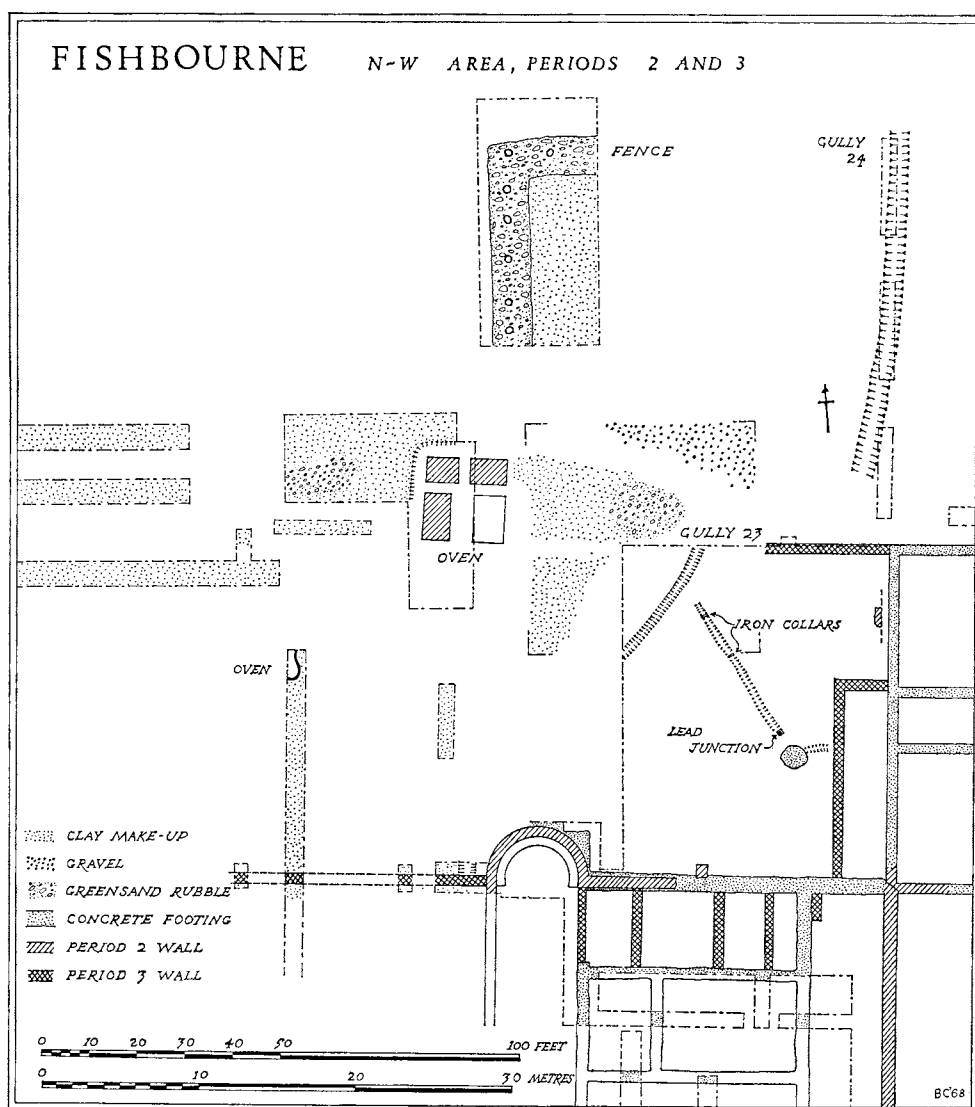 FISHBOURNE N-W AREA, PERIODS 2 AND 3
FENCE
GULLY
24
OVEN
GULLY 23
IRON COLLARS
OVEN
LEAD
JUNCTION
CLAY MAKE-UP
GRAVEL
GREENSAND RUBBLE
CONCRETE FOOTING
PERIOD 2 WALL
PERIOD 3 WALL
0 10 20 30 40 50 100 FEET
0 10 20 30 METRES
BC'68